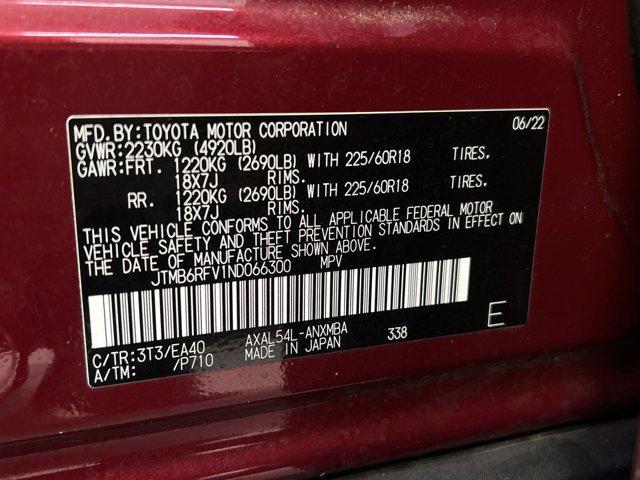 MFD. BY: TOYOTA MOTOR CORPORATION 06/22
GVWR: 2230KG (4920LB)
GAWR: FRT. 1220KG (2690LB) WITH 225/60R18 TIRES.
18X7J RIMS.
RR. 1220KG (2690LB) WITH 225/60R18 TIRES.
18X7J RIMS.
THIS VEHICLE CONFORMS TO ALL APPLICABLE FEDERAL MOTOR
VEHICLE SAFETY AND THEFT PREVENTION STANDARDS IN EFFECT ON
THE DATE OF MANUFACTURE SHOWN ABOVE.
JTMB6RFV1ND066300 MPV
E
C/TR: 3T3/EA40 AXAL54L-ANXMBA 338
A/TM: /P710 MADE IN JAPAN